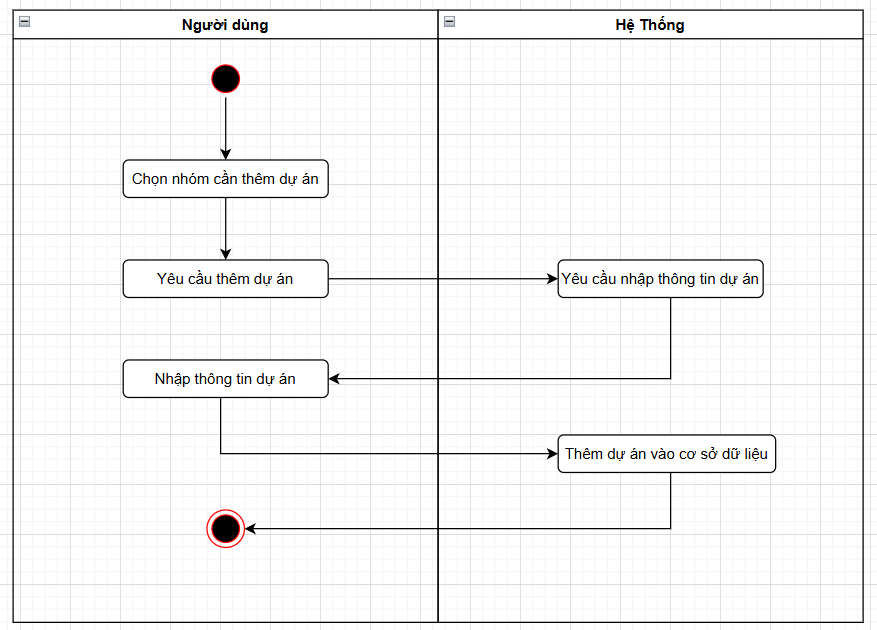 Người dùng
Hệ Thống
Chọn nhóm cần thêm dự án
Yêu cầu thêm dự án
Yêu cầu nhập thông tin dự án
Nhập thông tin dự án
Thêm dự án vào cơ sở dữ liệu